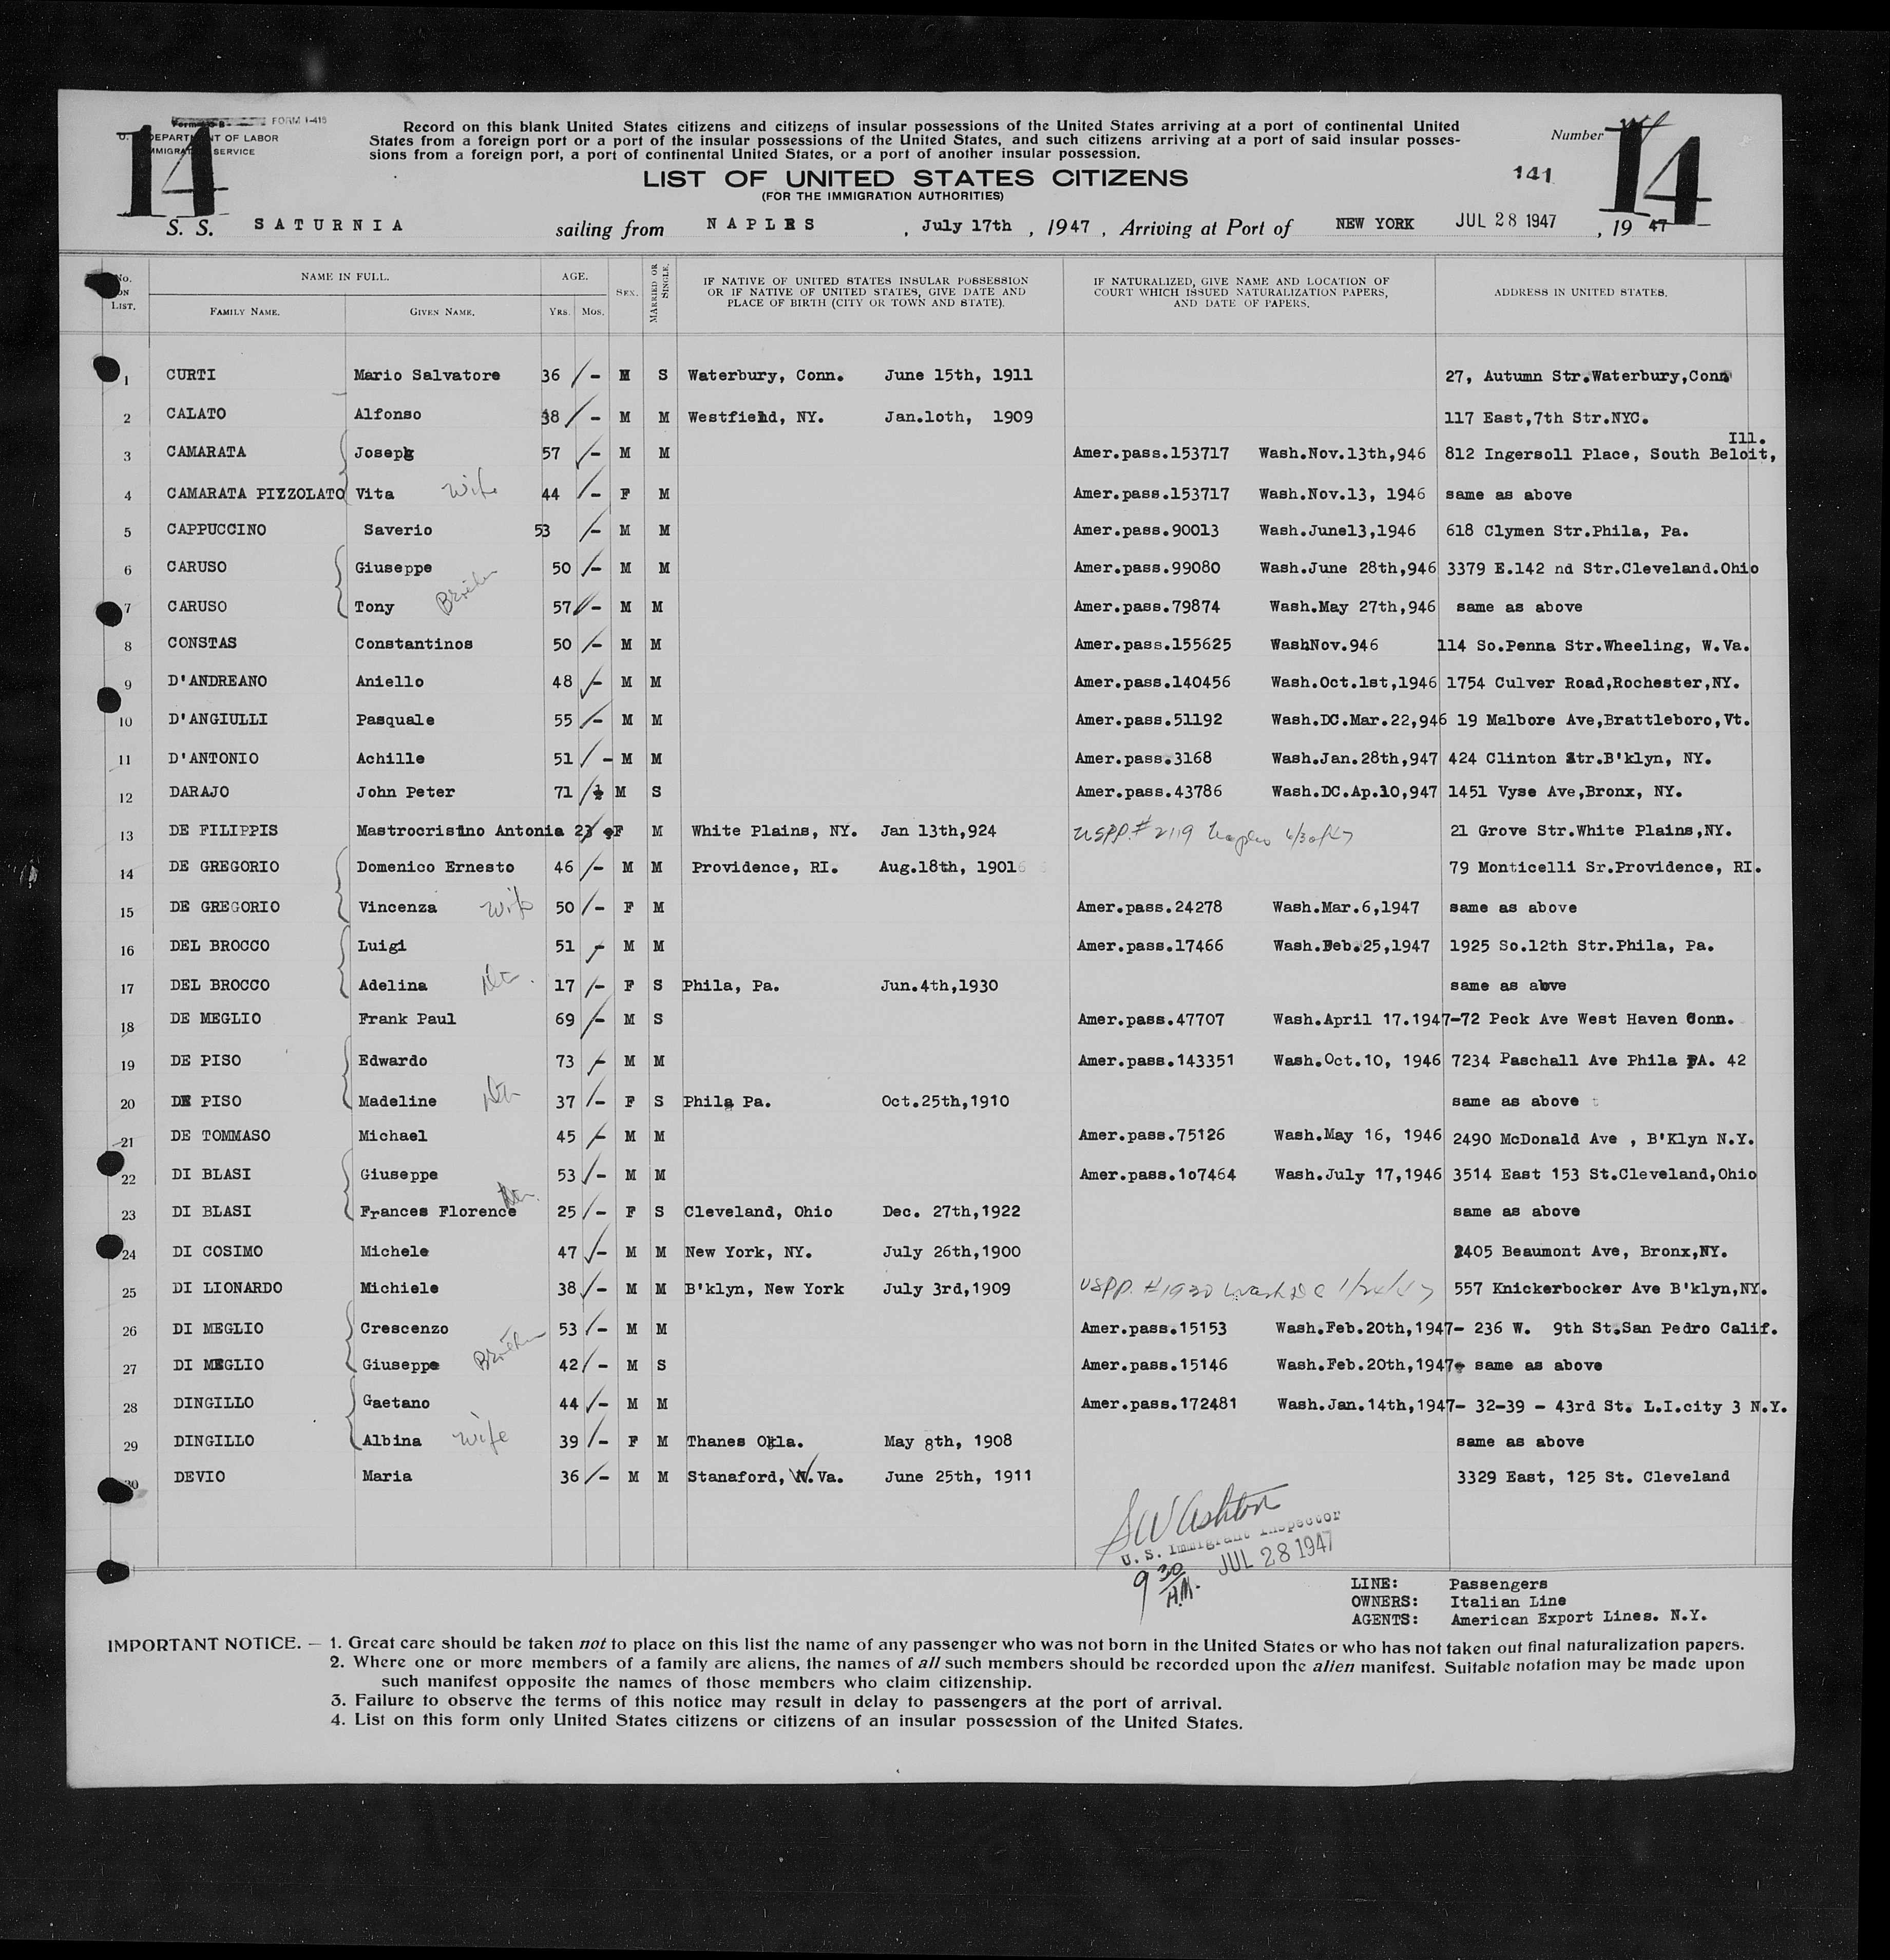 14
FORM I-415
U. S. DEPARTMENT OF LABOR
IMMIGRATION SERVICE
Record on this blank United States citizens and citizens of insular possessions of the United States arriving at a port of continental United
States from a foreign port or a port of the insular possessions of the United States, and such citizens arriving at a port of said insular posses-
sions from a foreign port, a port of continental United States, or a port of another insular possession.
Number 14
LIST OF UNITED STATES CITIZENS
(FOR THE IMMIGRATION AUTHORITIES)
141
S. S. SATURNIA sailing from NAPLES , July 17th , 1947 , Arriving at Port of NEW YORK JUL 28 1947 , 19 47
No. ON LIST. NAME IN FULL. AGE. SEX. MARRIED OR SINGLE. IF NATIVE OF UNITED STATES INSULAR POSSESSION OR IF NATIVE OF UNITED STATES, GIVE DATE AND PLACE OF BIRTH (CITY OR TOWN AND STATE). IF NATURALIZED, GIVE NAME AND LOCATION OF COURT WHICH ISSUED NATURALIZATION PAPERS, AND DATE OF PAPERS. ADDRESS IN UNITED STATES.
FAMILY NAME. GIVEN NAME. YRS. MOS.
1 CURTI Mario Salvatore 36 / - M S Waterbury, Conn. June 15th, 1911 27, Autumn Str.Waterbury,Conn
2 CALATO Alfonso 38 / - M M Westfield, NY. Jan.1oth, 1909 117 East,7th Str.NYC.
3 CAMARATA Joseph 57 / - M M Amer.pass.153717 Wash.Nov.13th,946 812 Ingersoll Place, South Beloit, Ill.
4 CAMARATA PIZZOLATO Vita wife 44 / - F M Amer.pass.153717 Wash.Nov.13, 1946 same as above
5 CAPPUCCINO Saverio 53 / - M M Amer.pass.90013 Wash.June13,1946 618 Clymen Str.Phila, Pa.
6 CARUSO Giuseppe 50 / - M M Amer.pass.99080 Wash.June 28th,946 3379 E.142 nd Str.Cleveland.Ohio
7 CARUSO Tony Brother 57 / - M M Amer.pass.79874 Wash.May 27th,946 same as above
8 CONSTAS Constantinos 50 / - M M Amer.pass.155625 WashNov.946 114 So.Penna Str.Wheeling, W.Va.
9 D'ANDREANO Aniello 48 / - M M Amer.pass.140456 Wash.Oct.1st,1946 1754 Culver Road,Rochester,NY.
10 D'ANGIULLI Pasquale 55 / - M M Amer.pass.51192 Wash.DC.Mar.22,946 19 Malbore Ave,Brattleboro,Vt.
11 D'ANTONIO Achille 51 / - M M Amer.pass.3168 Wash.Jan.28th,947 424 Clinton Str.B'klyn, NY.
12 DARAJO John Peter 71 / M S Amer.pass.43786 Wash.DC.Ap.10,947 1451 Vyse Ave,Bronx, NY.
13 DE FILIPPIS Mastrocristino Antonia 23 / F M White Plains, NY. Jan 13th,924 USPP.# 2119 Naples 6/30/47 21 Grove Str.White Plains,NY.
14 DE GREGORIO Domenico Ernesto 46 / - M M Providence, RI. Aug.18th, 1901 79 Monticelli Sr.Providence, RI.
15 DE GREGORIO Vincenza wife 50 / - F M Amer.pass.24278 Wash.Mar.6,1947 same as above
16 DEL BROCCO Luigi 51 / - M M Amer.pass.17466 Wash.Feb.25,1947 1925 So.12th Str.Phila, Pa.
17 DEL BROCCO Adelina 17 / - F S Phila, Pa. Jun.4th,1930 same as above
18 DE MEGLIO Frank Paul 69 / - M S Amer.pass.47707 Wash.April 17.1947-72 Peck Ave West Haven Conn.
19 DE PISO Edwardo 73 / - M M Amer.pass.143351 Wash.Oct.10, 1946 7234 Paschall Ave Phila PA. 42
20 DE PISO Madeline 37 / - F S Phila Pa. Oct.25th,1910 same as above
21 DE TOMMASO Michael 45 / - M M Amer.pass.75126 Wash.May 16, 1946 2490 McDonald Ave , B'Klyn N.Y.
22 DI BLASI Giuseppe 53 / - M M Amer.pass.1o7464 Wash.July 17,1946 3514 East 153 St.Cleveland,Ohio
23 DI BLASI Frances Florence 25 / - F S Cleveland, Ohio Dec. 27th,1922 same as above
24 DI COSIMO Michele 47 / - M M New York, NY. July 26th,1900 2405 Beaumont Ave, Bronx,NY.
25 DI LIONARDO Michiele 38 / - M M B'klyn, New York July 3rd,1909 USPP. #1930 Wash DC 557 Knickerbocker Ave B'klyn,NY.
26 DI MEGLIO Crescenzo 53 / - M M Amer.pass.15153 Wash.Feb.20th,1947- 236 W. 9th St.San Pedro Calif.
27 DI MEGLIO Giuseppe Brother 42 / - M S Amer.pass.15146 Wash.Feb.20th,1947- same as above
28 DINGILLO Gaetano 44 / - M M Amer.pass.172481 Wash.Jan.14th,1947- 32-39 - 43rd St. L.I.city 3 N.Y.
29 DINGILLO Albina wife 39 / - F M Thanes Okla. May 8th, 1908 same as above
30 DEVIO Maria 36 / - M M Stanaford, W.Va. June 25th, 1911 3329 East, 125 St. Cleveland
SW Ashton
U. S. Immigrant Inspector
JUL 28 1947
9 30 A.M.
LINE: Passengers
OWNERS: Italian Line
AGENTS: American Export Lines. N.Y.
IMPORTANT NOTICE. — 1. Great care should be taken not to place on this list the name of any passenger who was not born in the United States or who has not taken out final naturalization papers.
2. Where one or more members of a family are aliens, the names of all such members should be recorded upon the alien manifest. Suitable notation may be made upon
such manifest opposite the names of those members who claim citizenship.
3. Failure to observe the terms of this notice may result in delay to passengers at the port of arrival.
4. List on this form only United States citizens or citizens of an insular possession of the United States.